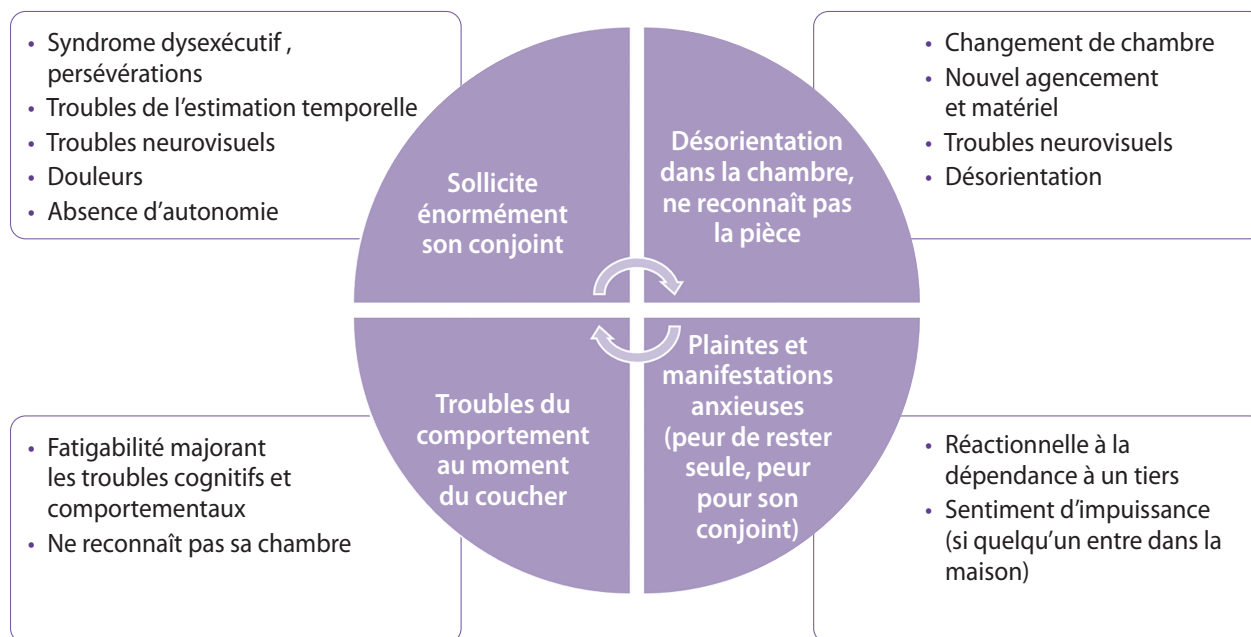 • Syndrome dysexécutif ,
persévérations
• Troubles de l’estimation temporelle
• Troubles neurovisuels
• Douleurs
• Absence d’autonomie
Sollicite
énormément
son conjoint
Désorientation
dans la chambre,
ne reconnaît pas
la pièce
• Changement de chambre
• Nouvel agencement
et matériel
• Troubles neurovisuels
• Désorientation
• Fatigabilité majorant
les troubles cognitifs et
comportementaux
• Ne reconnaît pas sa chambre
Troubles du
comportement
au moment
du coucher
Plaintes et
manifestations
anxieuses
(peur de rester
seule, peur
pour son
conjoint)
• Réactionnelle à la
dépendance à un tiers
• Sentiment d’impuissance
(si quelqu’un entre dans la
maison)